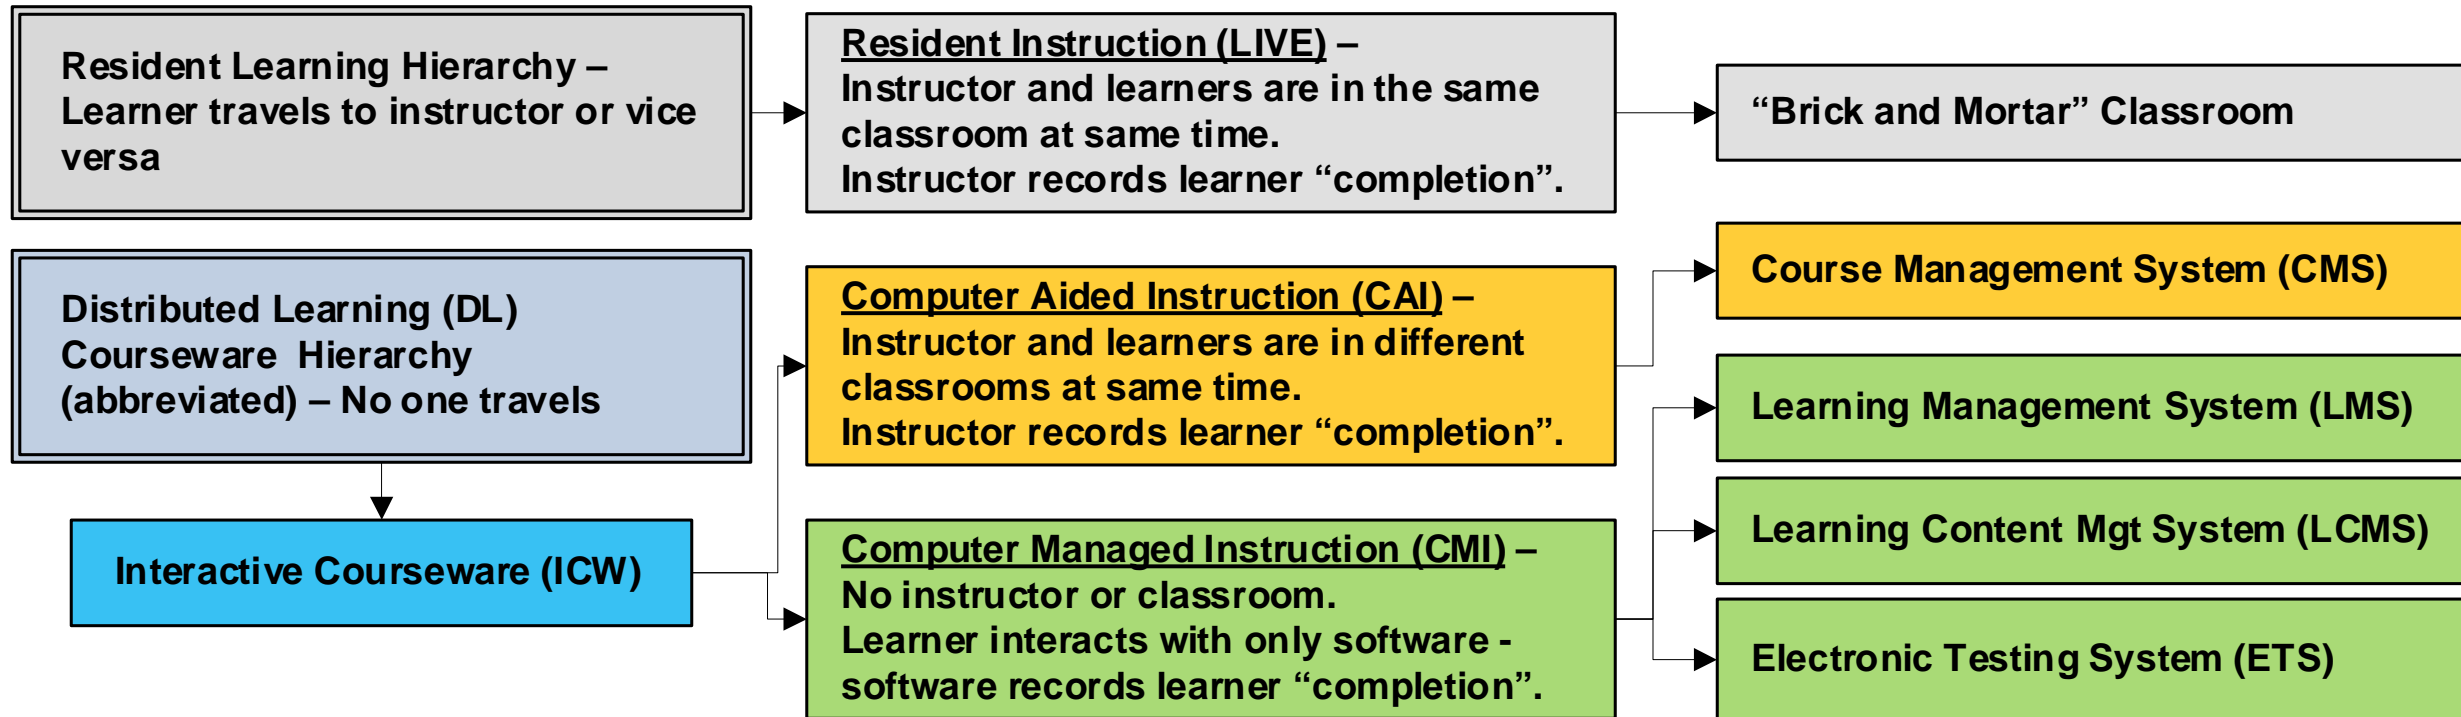 Resident Learning Hierarchy –
Learner travels to instructor or vice
versa
Resident Instruction (LIVE) –
Instructor and learners are in the same
classroom at same time.
Instructor records learner “completion”.
“Brick and Mortar” Classroom
Distributed Learning (DL)
Courseware Hierarchy
(abbreviated) – No one travels
Interactive Courseware (ICW)
Computer Aided Instruction (CAI) –
Instructor and learners are in different
classrooms at same time.
Instructor records learner “completion”.
Course Management System (CMS)
Computer Managed Instruction (CMI) –
No instructor or classroom.
Learner interacts with only software -
software records learner “completion”.
Learning Management System (LMS)
Learning Content Mgt System (LCMS)
Electronic Testing System (ETS)